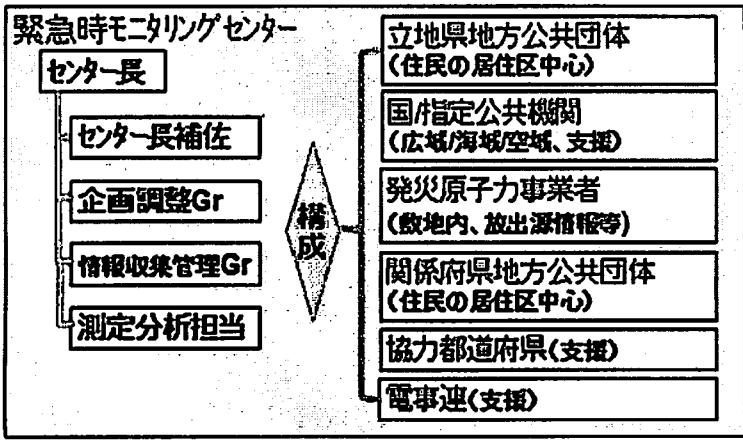 緊急時モニタリングセンター
センター長
センター長補佐
企画調整Gr
情報収集管理Gr
測定分析担当
構成
立地県地方公共団体
(住民の居住区中心)
国/指定公共機関
(広域/海域/空域、支援)
発災原子力事業者
(敷地内、放出源情報等)
関係府県地方公共団体
(住民の居住区中心)
協力都道府県(支援)
電事連(支援)